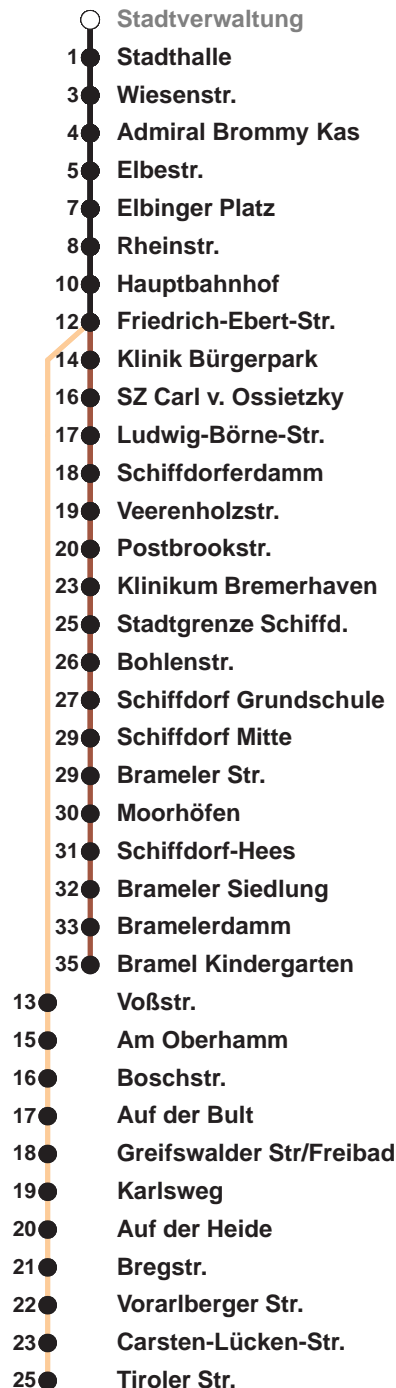 Stadtverwaltung
1 Stadthalle
3 Wiesenstr.
4 Admiral Brommy Kas
5 Elbestr.
7 Elbinger Platz
8 Rheinstr.
10 Hauptbahnhof
12 Friedrich-Ebert-Str.
14 Klinik Bürgerpark
16 SZ Carl v. Ossietzky
17 Ludwig-Börne-Str.
18 Schiffdorferdamm
19 Veerenholzstr.
20 Postbrookstr.
23 Klinikum Bremerhaven
25 Stadtgrenze Schiffd.
26 Bohlenstr.
27 Schiffdorf Grundschule
29 Schiffdorf Mitte
29 Brameler Str.
30 Moorhöfen
31 Schiffdorf-Hees
32 Brameler Siedlung
33 Bramelerdamm
35 Bramel Kindergarten
13 Voßstr.
15 Am Oberhamm
16 Boschstr.
17 Auf der Bult
18 Greifswalder Str/Freibad
19 Karlsweg
20 Auf der Heide
21 Bregstr.
22 Vorarlberger Str.
23 Carsten-Lücken-Str.
25 Tiroler Str.